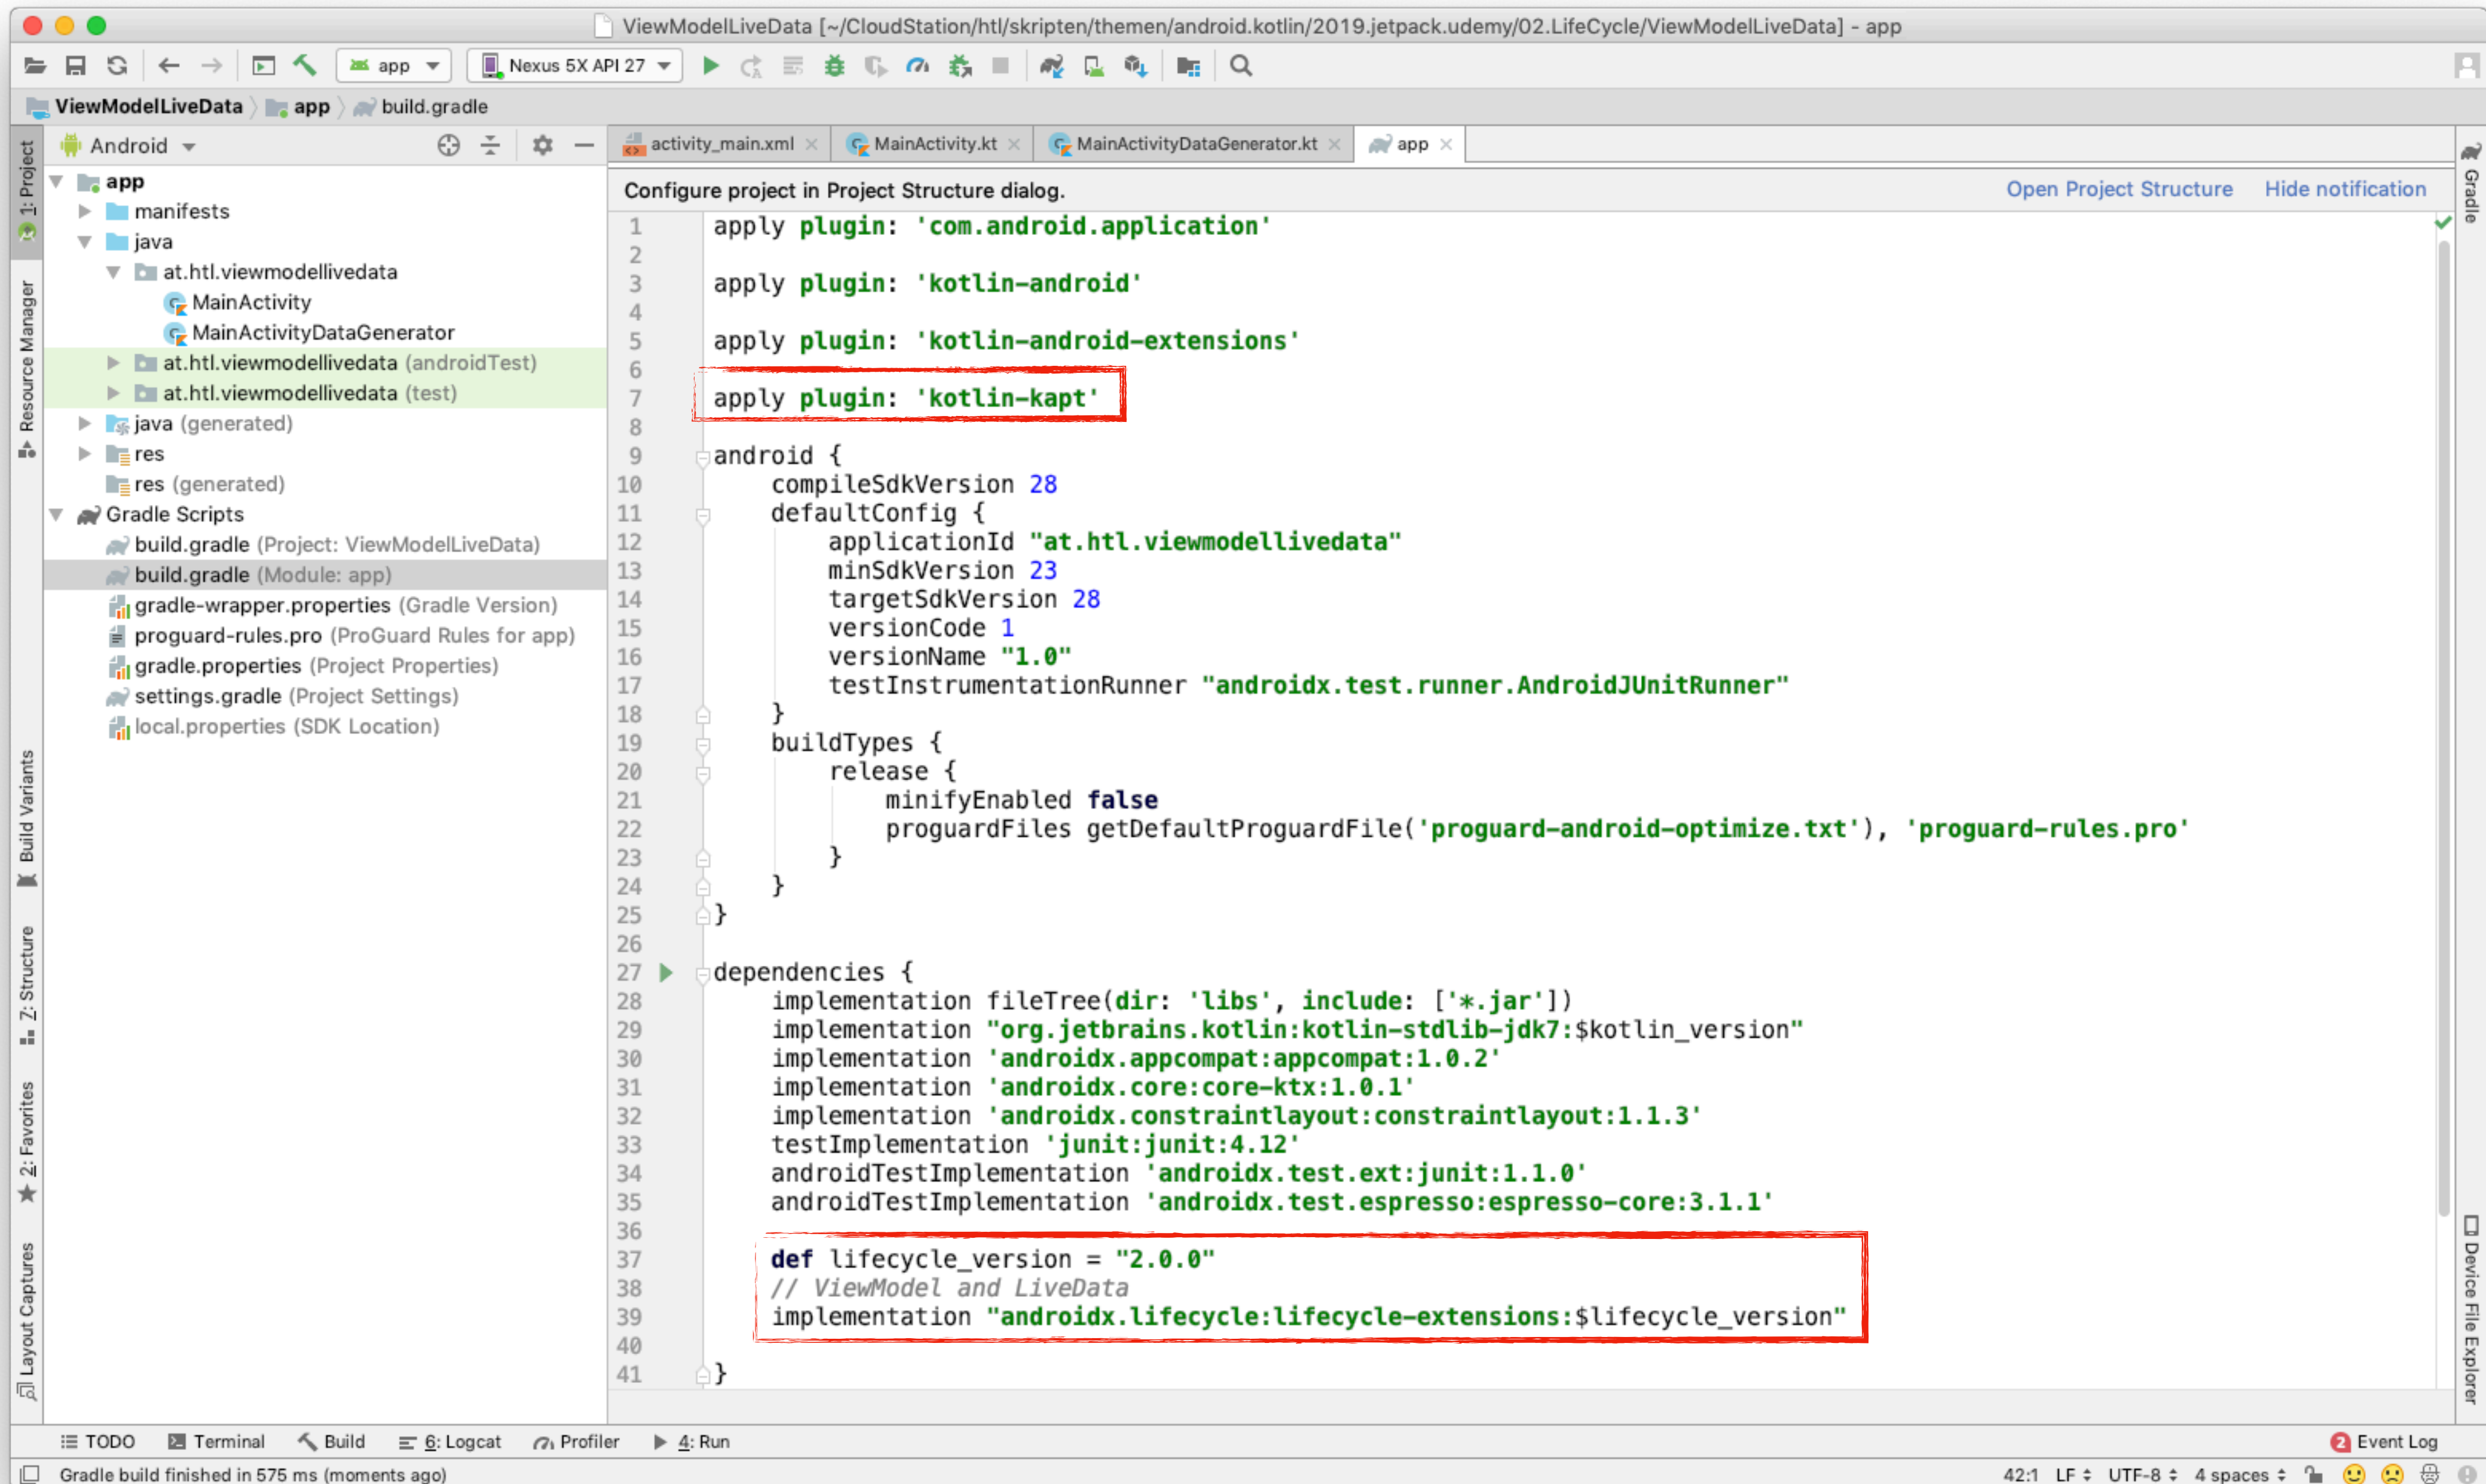 ViewModelLiveData [~/CloudStation/htl/skripten/themen/android.kotlin/2019.jetpack.udemy/02.LifeCycle/ViewModelLiveData] - app
app
Nexus 5X API 27
ViewModelLiveData
app
build.gradle
1: Project
Resource Manager
Build Variants
Z: Structure
2: Favorites
Layout Captures
Android
app
manifests
java
at.htl.viewmodellivedata
MainActivity
MainActivityDataGenerator
at.htl.viewmodellivedata (androidTest)
at.htl.viewmodellivedata (test)
java (generated)
res
res (generated)
Gradle Scripts
build.gradle (Project: ViewModelLiveData)
build.gradle (Module: app)
gradle-wrapper.properties (Gradle Version)
proguard-rules.pro (ProGuard Rules for app)
gradle.properties (Project Properties)
settings.gradle (Project Settings)
local.properties (SDK Location)
activity_main.xml MainActivity.kt MainActivityDataGenerator.kt app
Configure project in Project Structure dialog. Open Project Structure Hide notification
1 apply plugin: 'com.android.application'
2
3 apply plugin: 'kotlin-android'
4
5 apply plugin: 'kotlin-android-extensions'
6
7 apply plugin: 'kotlin-kapt'
8
9 android {
10 compileSdkVersion 28
11 defaultConfig {
12 applicationId "at.htl.viewmodellivedata"
13 minSdkVersion 23
14 targetSdkVersion 28
15 versionCode 1
16 versionName "1.0"
17 testInstrumentationRunner "androidx.test.runner.AndroidJUnitRunner"
18 }
19 buildTypes {
20 release {
21 minifyEnabled false
22 proguardFiles getDefaultProguardFile('proguard-android-optimize.txt'), 'proguard-rules.pro'
23 }
24 }
25 }
26
27 dependencies {
28 implementation fileTree(dir: 'libs', include: ['*.jar'])
29 implementation "org.jetbrains.kotlin:kotlin-stdlib-jdk7:$kotlin_version"
30 implementation 'androidx.appcompat:appcompat:1.0.2'
31 implementation 'androidx.core:core-ktx:1.0.1'
32 implementation 'androidx.constraintlayout:constraintlayout:1.1.3'
33 testImplementation 'junit:junit:4.12'
34 androidTestImplementation 'androidx.test.ext:junit:1.1.0'
35 androidTestImplementation 'androidx.test.espresso:espresso-core:3.1.1'
36
37 def lifecycle_version = "2.0.0"
38 // ViewModel and LiveData
39 implementation "androidx.lifecycle:lifecycle-extensions:$lifecycle_version"
40
41 }
Gradle
Device File Explorer
TODO Terminal Build 6: Logcat Profiler 4: Run 2 Event Log
Gradle build finished in 575 ms (moments ago) 42:1 LF UTF-8 4 spaces